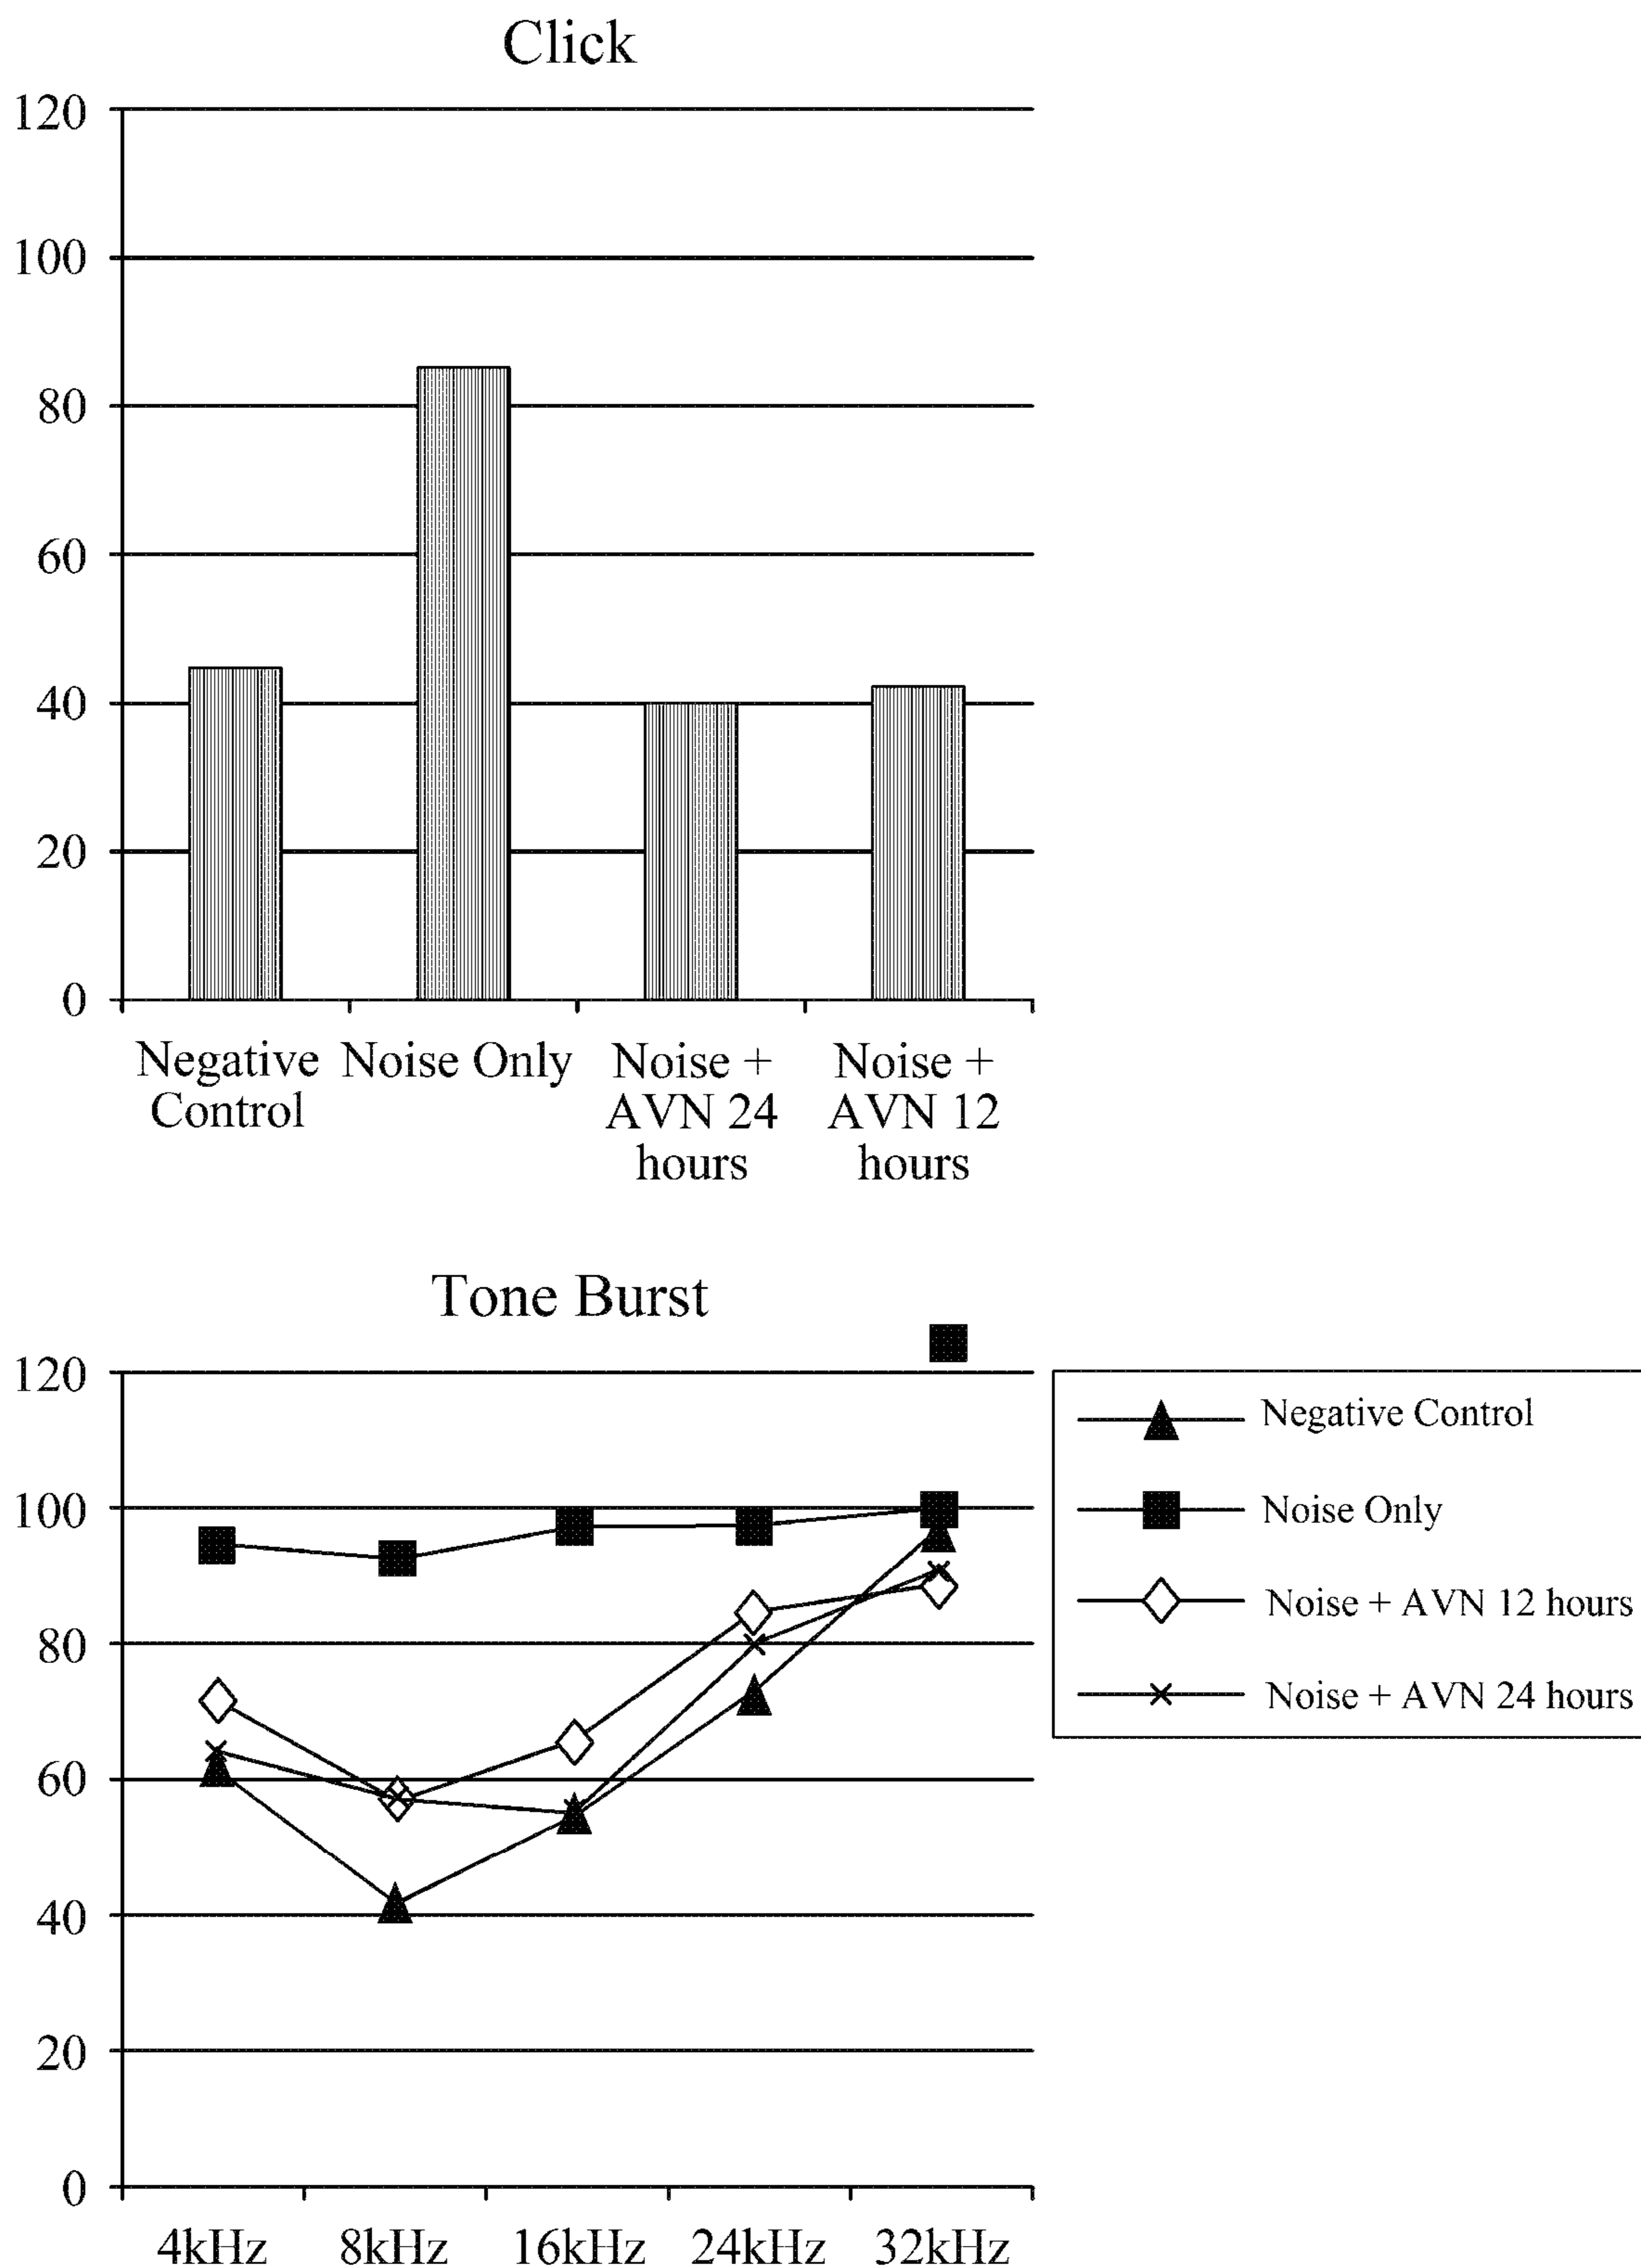 Click
120
100
80
60
40
20
0
Negative Control
Noise Only
Noise + AVN 24 hours
Noise + AVN 12 hours
Tone Burst
120
100
80
60
40
20
0
4kHz 8kHz 16kHz 24kHz 32kHz
Negative Control
Noise Only
Noise + AVN 12 hours
Noise + AVN 24 hours